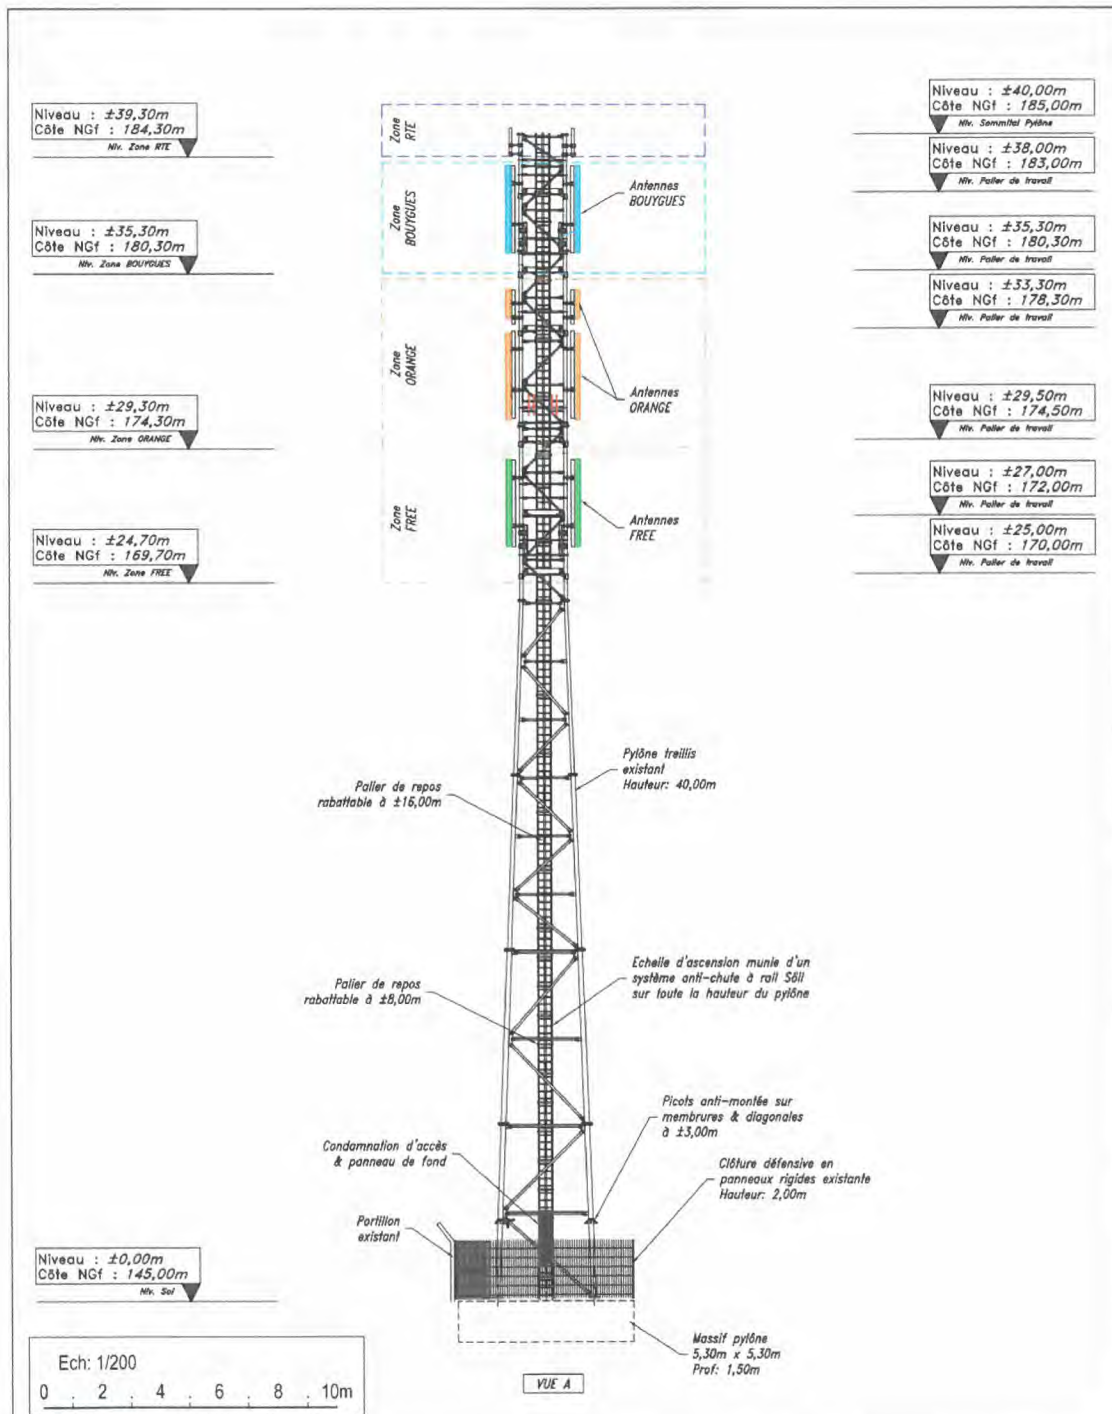 Niveau : ±39,30m
Côte NGf : 184,30m
Niv. Zone RTE
Niveau : ±35,30m
Côte NGf : 180,30m
Niv. Zone BOUYGUES
Niveau : ±29,30m
Côte NGf : 174,30m
Niv. Zone ORANGE
Niveau : ±24,70m
Côte NGf : 169,70m
Niv. Zone FREE
Niveau : ±0,00m
Côte NGf : 145,00m
Niv. Sol
Zone
RTE
Zone
BOUYGUES
Zone
ORANGE
Zone
FREE
Antennes
BOUYGUES
Antennes
ORANGE
Antennes
FREE
Niveau : ±40,00m
Côte NGf : 185,00m
Niv. Sommital Pylône
Niveau : ±38,00m
Côte NGf : 183,00m
Niv. Palier de travail
Niveau : ±35,30m
Côte NGf : 180,30m
Niv. Palier de travail
Niveau : ±33,30m
Côte NGf : 178,30m
Niv. Palier de travail
Niveau : ±29,50m
Côte NGf : 174,50m
Niv. Palier de travail
Niveau : ±27,00m
Côte NGf : 172,00m
Niv. Palier de travail
Niveau : ±25,00m
Côte NGf : 170,00m
Niv. Palier de travail
Pylône treillis
existant
Hauteur: 40,00m
Palier de repos
rabattable à ±16,00m
Echelle d'ascension munie d'un
système anti-chute à rail Söll
sur toute la hauteur du pylône
Palier de repos
rabattable à ±8,00m
Picots anti-montée sur
membrures & diagonales
à ±3,00m
Condamnation d'accès
& panneau de fond
Clôture défensive en
panneaux rigides existante
Hauteur: 2,00m
Portillon
existant
Massif pylône
5,30m x 5,30m
Prof: 1,50m
VUE A
Ech: 1/200
0 . 2 . 4 . 6 . 8 . 10m